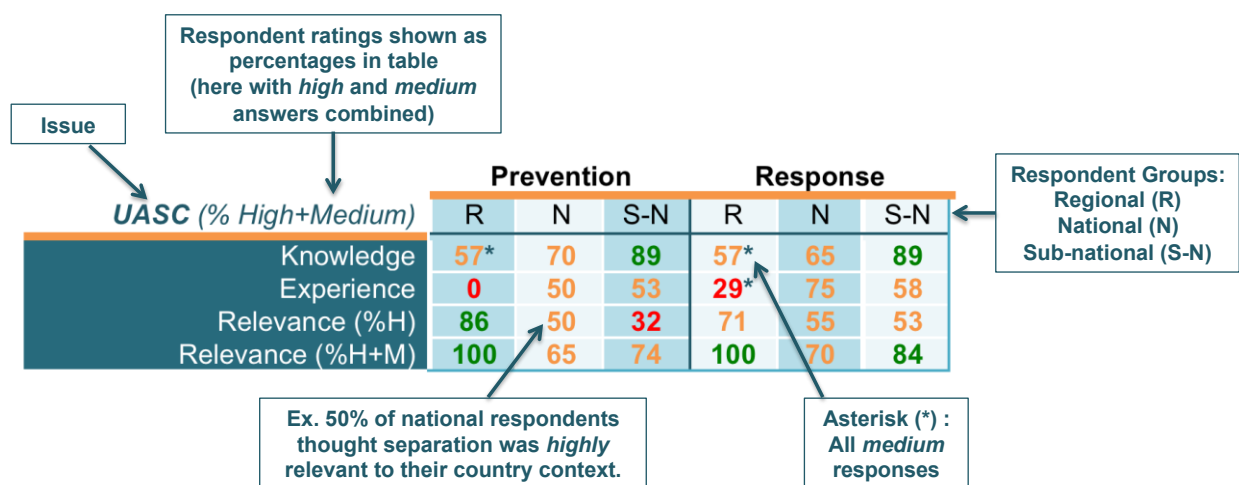 Respondent ratings shown as
percentages in table
(here with high and medium
answers combined)
Issue
Prevention Response
UASC (% High+Medium) R N S-N R N S-N
Knowledge 57* 70 89 57* 65 89
Experience 0 50 53 29* 75 58
Relevance (%H) 86 50 32 71 55 53
Relevance (%H+M) 100 65 74 100 70 84
Respondent Groups:
Regional (R)
National (N)
Sub-national (S-N)
Ex. 50% of national respondents
thought separation was highly
relevant to their country context.
Asterisk (*) :
All medium
responses